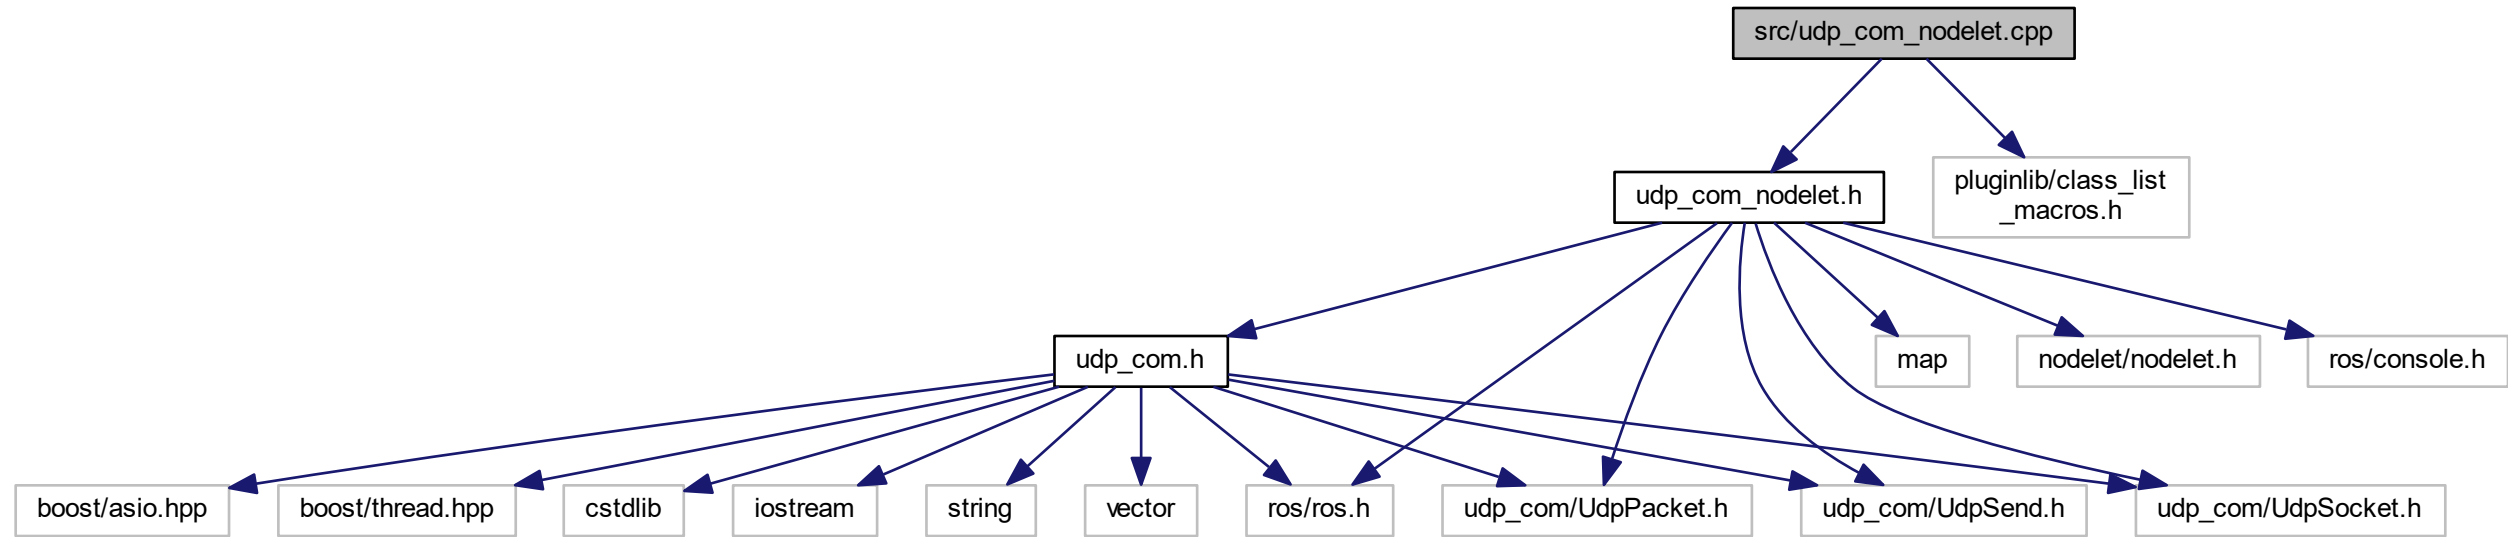 src/udp_com_nodelet.cpp
udp_com_nodelet.h
pluginlib/class_list
_macros.h
udp_com.h
map
nodelet/nodelet.h
ros/console.h
boost/asio.hpp
boost/thread.hpp
cstdlib
iostream
string
vector
ros/ros.h
udp_com/UdpPacket.h
udp_com/UdpSend.h
udp_com/UdpSocket.h